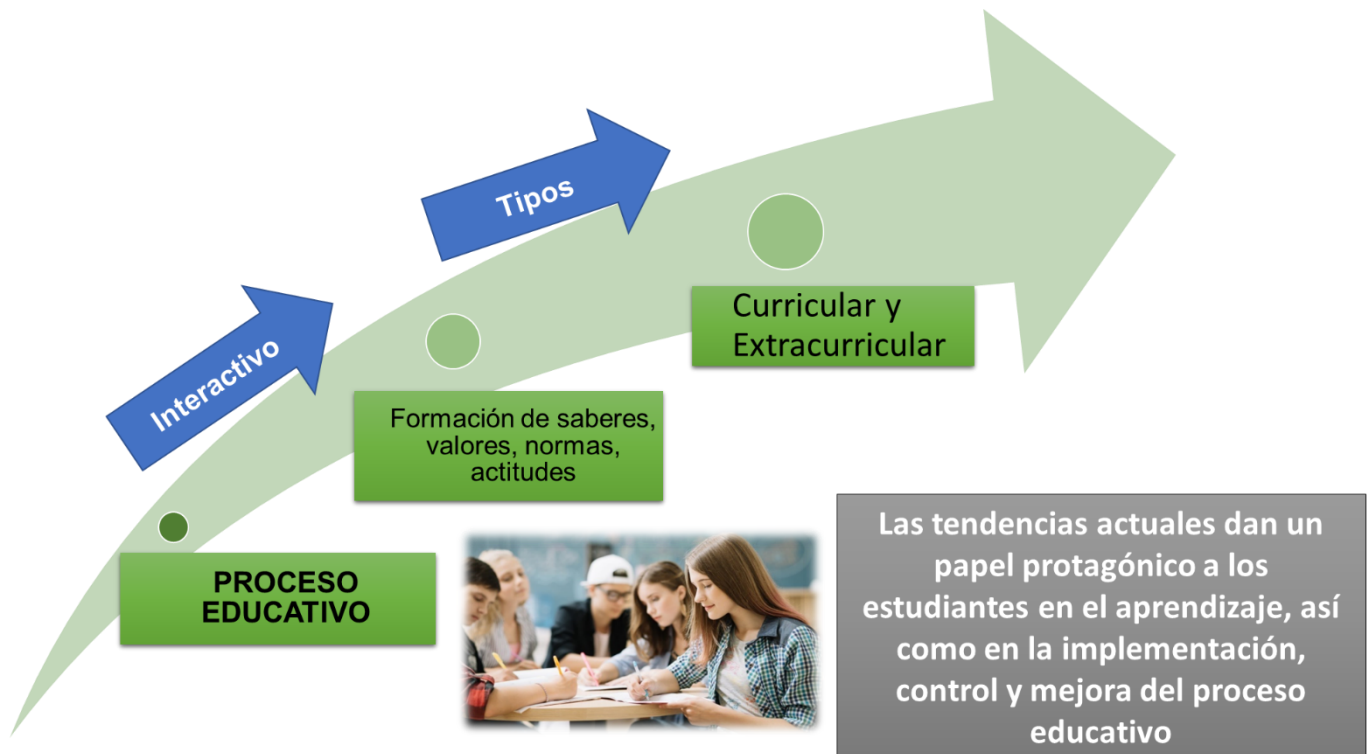 Tipos
Interactivo
Curricular y
Extracurricular
Formación de saberes,
valores, normas,
actitudes
PROCESO
EDUCATIVO
Las tendencias actuales dan un
papel protagónico a los
estudiantes en el aprendizaje, así
como en la implementación,
control y mejora del proceso
educativo